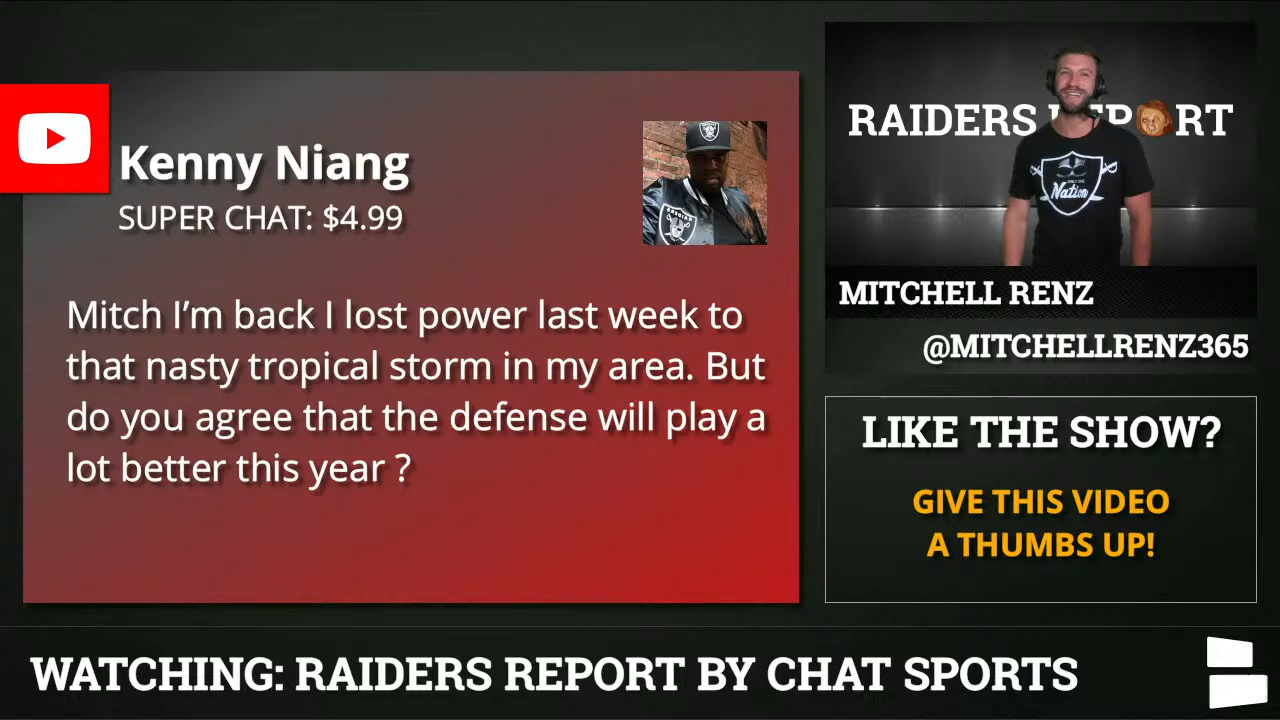 Kenny Niang
SUPER CHAT: $4.99
Mitch I’m back I lost power last week to
that nasty tropical storm in my area. But
do you agree that the defense will play a
lot better this year ?
RAIDERS
RT
Nation
MITCHELL RENZ
@MITCHELLRENZ365
LIKE THE SHOW?
GIVE THIS VIDEO
A THUMBS UP!
WATCHING: RAIDERS REPORT BY CHAT SPORTS